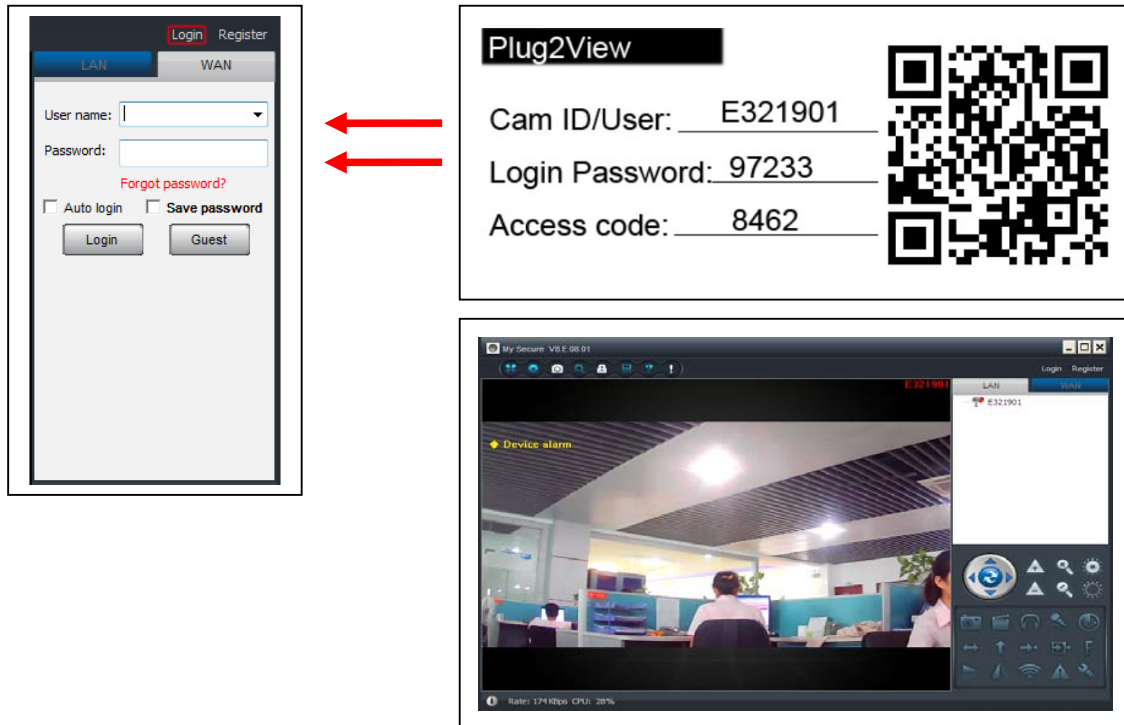 Login Register
LAN WAN
User name:
Password:
Forgot password?
Auto login Save password
Login Guest
Plug2View
Cam ID/User: E321901
Login Password: 97233
Access code: 8462
My Secure V8.E.08.01
Login Register
E321901
LAN WAN
E321901
Device alarm
F
Rate: 174 KBps CPU: 28%